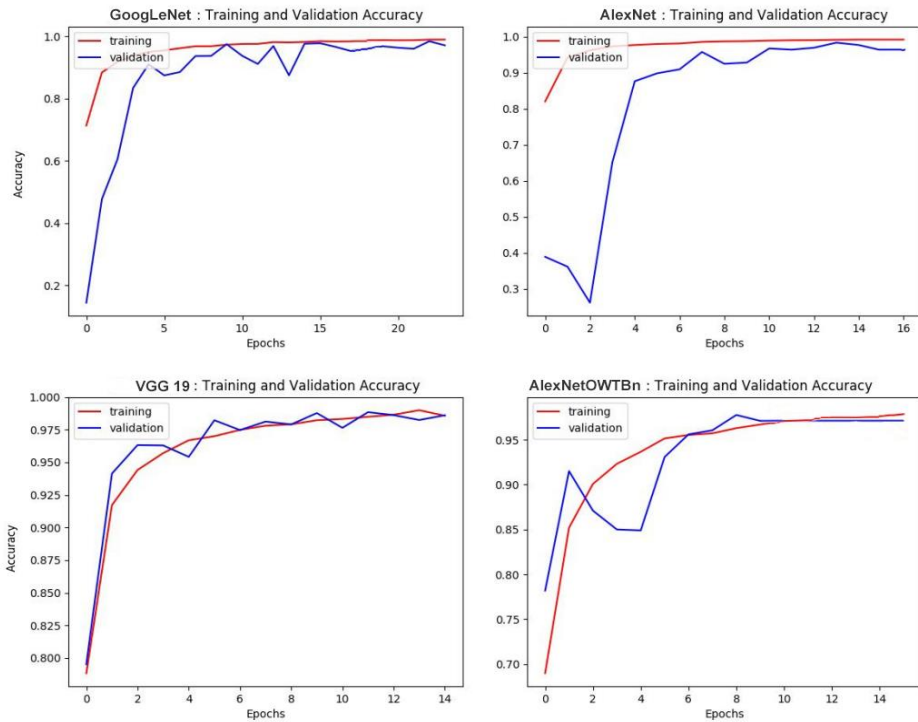 GoogLeNet : Training and Validation Accuracy
1.0
0.8
0.6
0.4
0.2
Accuracy
training
validation
0 5 10 15 20
Epochs
AlexNet : Training and Validation Accuracy
1.0
0.9
0.8
0.7
0.6
0.5
0.4
0.3
training
validation
0 2 4 6 8 10 12 14 16
Epochs
VGG 19 : Training and Validation Accuracy
1.000
0.975
0.950
0.925
0.900
0.875
0.850
0.825
0.800
Accuracy
training
validation
0 2 4 6 8 10 12 14
Epochs
AlexNetOWTBn : Training and Validation Accuracy
0.95
0.90
0.85
0.80
0.75
0.70
training
validation
0 2 4 6 8 10 12 14
Epochs